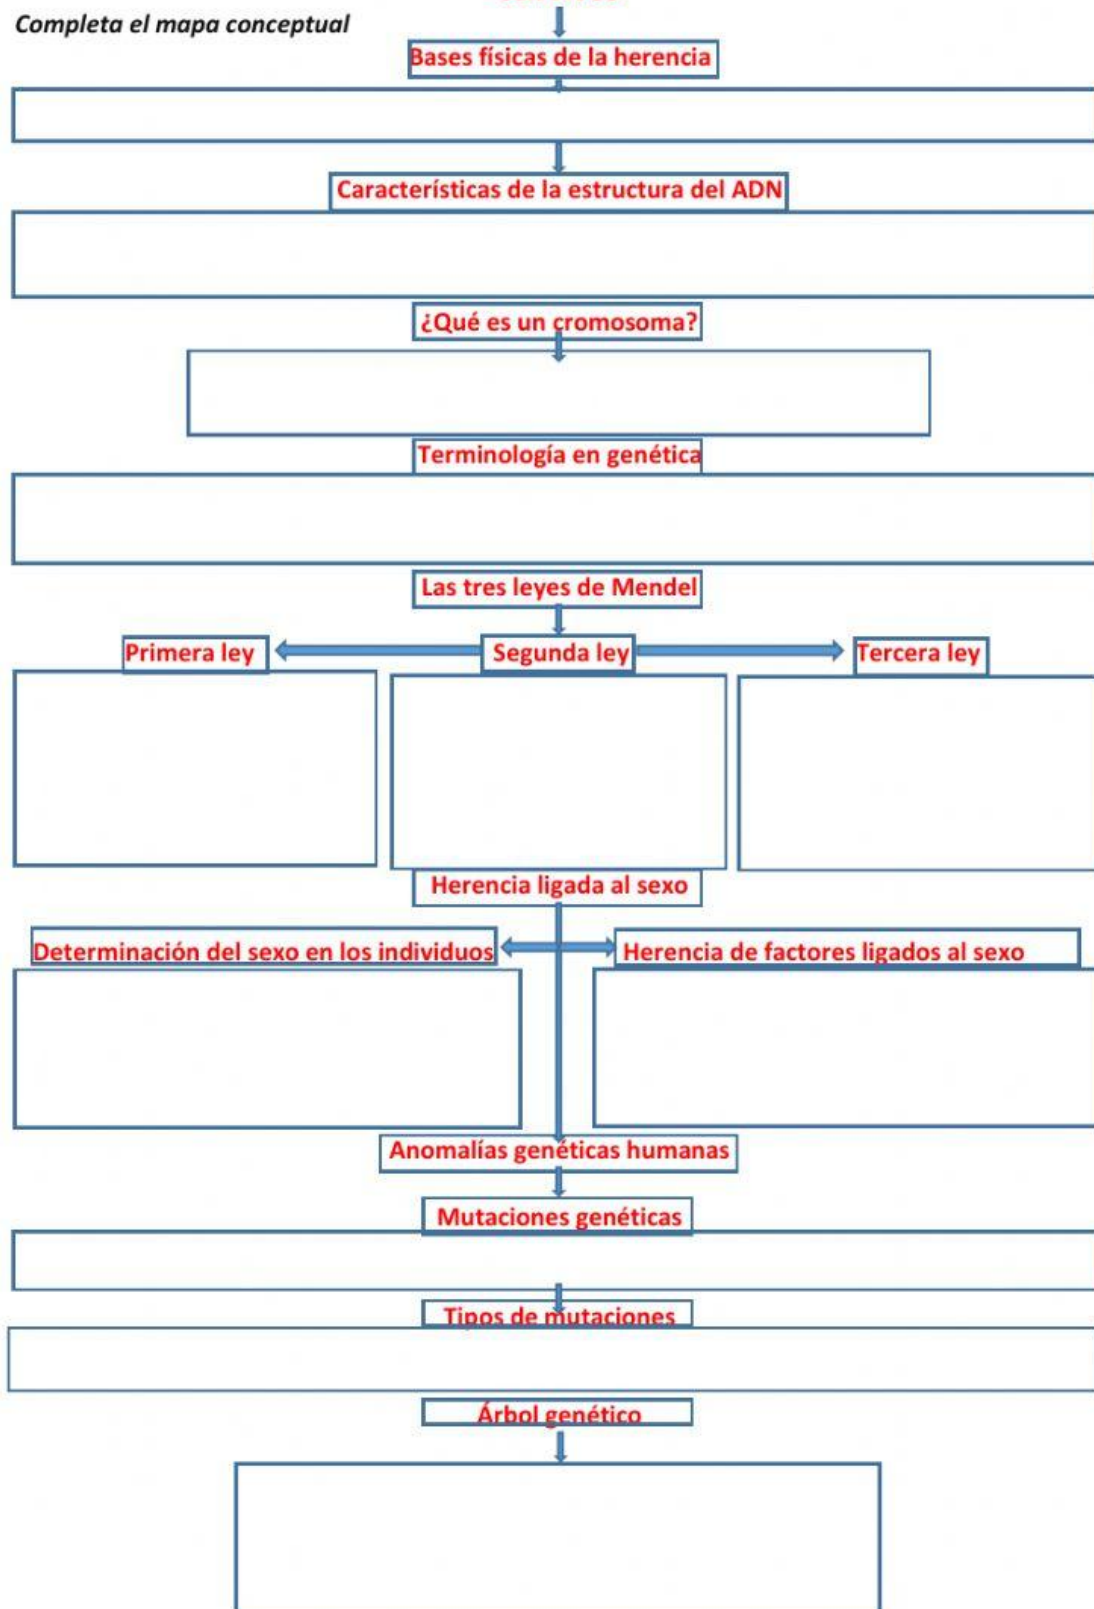 Completa el mapa conceptual
Bases físicas de la herencia
Características de la estructura del ADN
¿Qué es un cromosoma?
Terminología en genética
Las tres leyes de Mendel
Primera ley
Segunda ley
Tercera ley
Herencia ligada al sexo
Determinación del sexo en los individuos
Herencia de factores ligados al sexo
Anomalías genéticas humanas
Mutaciones genéticas
Tipos de mutaciones
Árbol genético